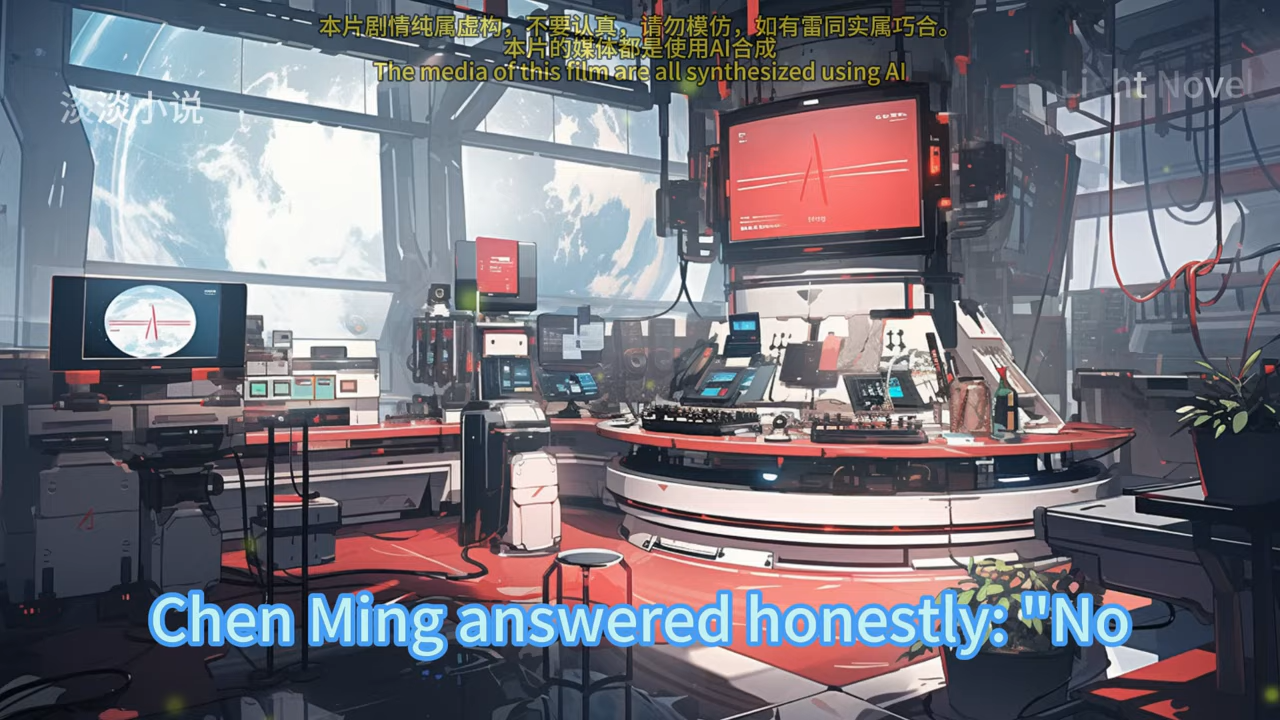 本片剧情纯属虚构，不要认真，请勿模仿，如有雷同实属巧合。
本片的媒体都是使用AI合成
The media of this film are all synthesized using AI
Light Novel
淡淡小说
Chen Ming answered honestly: "No